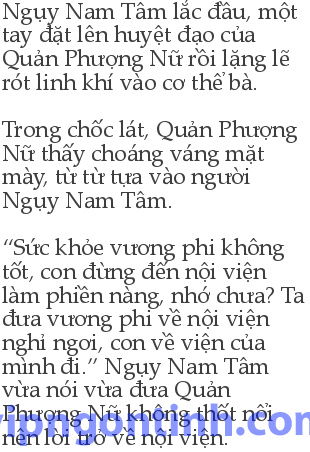 Ngụy Nam Tâm lắc đầu, một
tay đặt lên huyệt đạo của
Quản Phượng Nữ rồi lặng lẽ
rót linh khí vào cơ thể bà.

Trong chốc lát, Quản Phượng
Nữ thấy choáng váng mặt
mày, từ từ tựa vào người
Ngụy Nam Tâm.

“Sức khỏe vương phi không
tốt, con đừng đến nội viện
làm phiền nàng, nhớ chưa? Ta
đưa vương phi về nội viện
nghỉ ngơi, con về viện của
mình đi.” Ngụy Nam Tâm
vừa nói vừa đưa Quản
Phượng Nữ không thốt nổi
nên lời trở về nội viện.